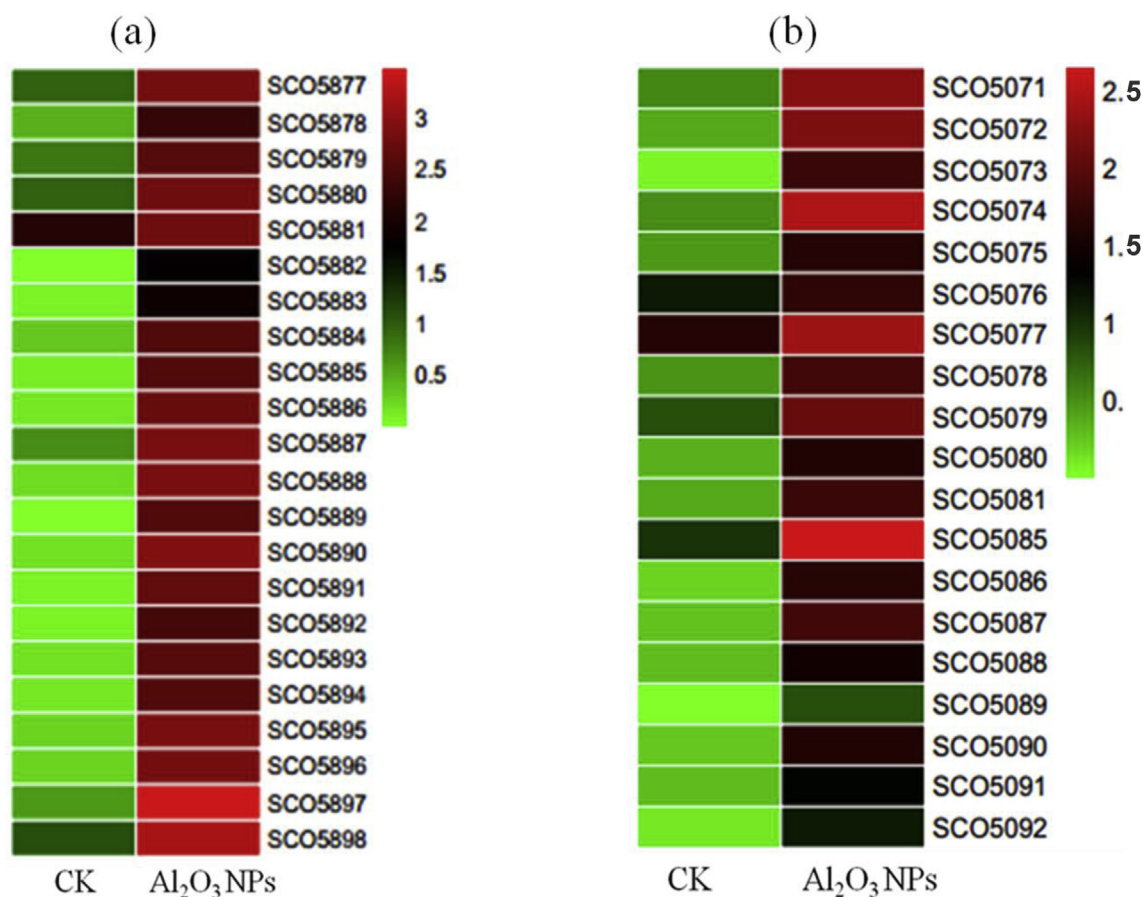 (a)
SCO5877
SCO5878
SCO5879
SCO5880
SCO5881
SCO5882
SCO5883
SCO5884
SCO5885
SCO5886
SCO5887
SCO5888
SCO5889
SCO5890
SCO5891
SCO5892
SCO5893
SCO5894
SCO5895
SCO5896
SCO5897
SCO5898
3
2.5
2
1.5
1
0.5
CK Al₂O₃ NPs
(b)
SCO5071
SCO5072
SCO5073
SCO5074
SCO5075
SCO5076
SCO5077
SCO5078
SCO5079
SCO5080
SCO5081
SCO5085
SCO5086
SCO5087
SCO5088
SCO5089
SCO5090
SCO5091
SCO5092
2.5
2
1.5
1
0.
CK Al₂O₃ NPs